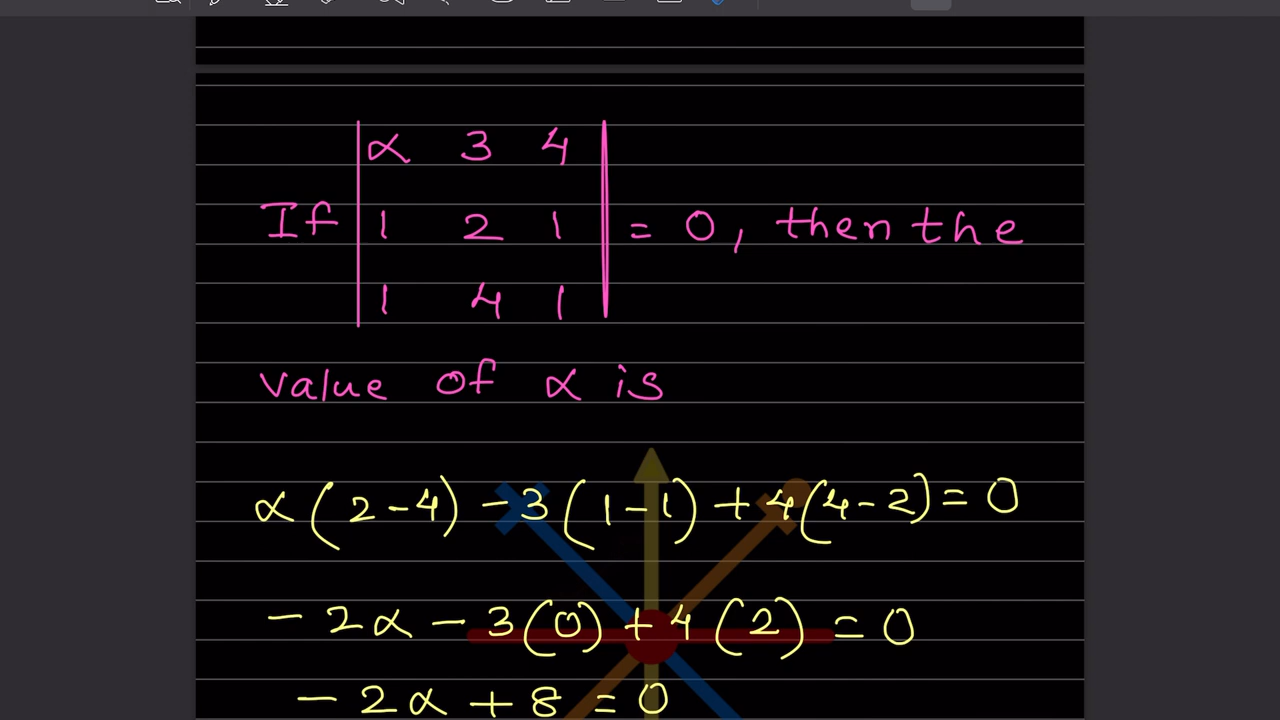 | α 3 4 |
If | 1 2 1 | = 0, then the
| 1 4 1 |
value of α is
α(2-4) -3(1-1) +4(4-2) = 0
- 2α - 3(0) + 4(2) = 0
- 2α + 8 = 0